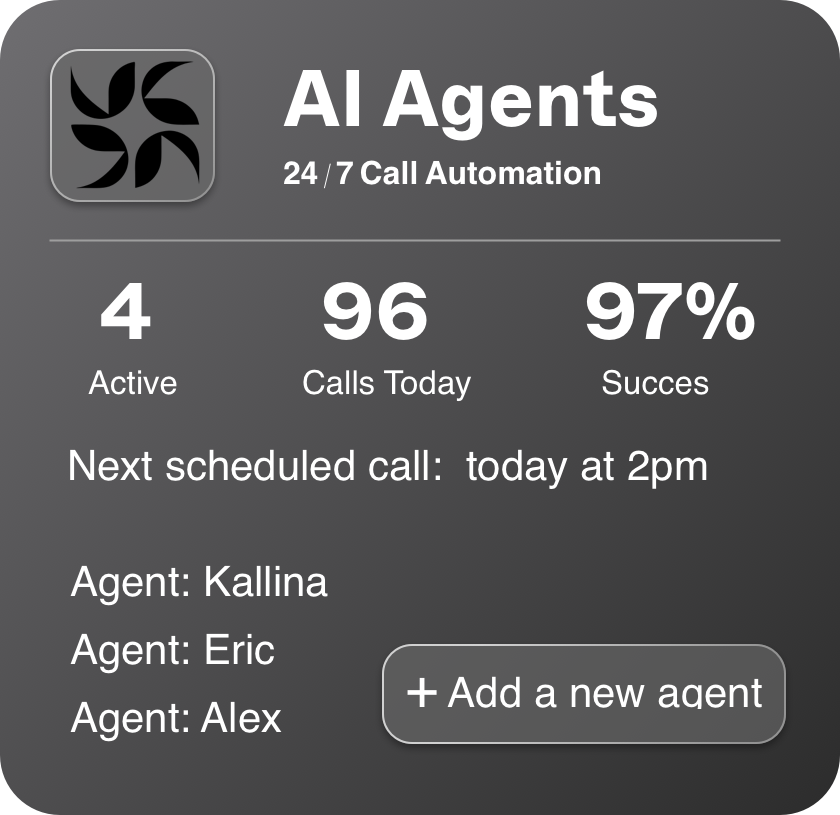 AI Agents
24/7 Call Automation
4 96 97%
Active Calls Today Succes
Next scheduled call: today at 2pm
Agent: Kallina
Agent: Eric
Agent: Alex
+ Add a new agent